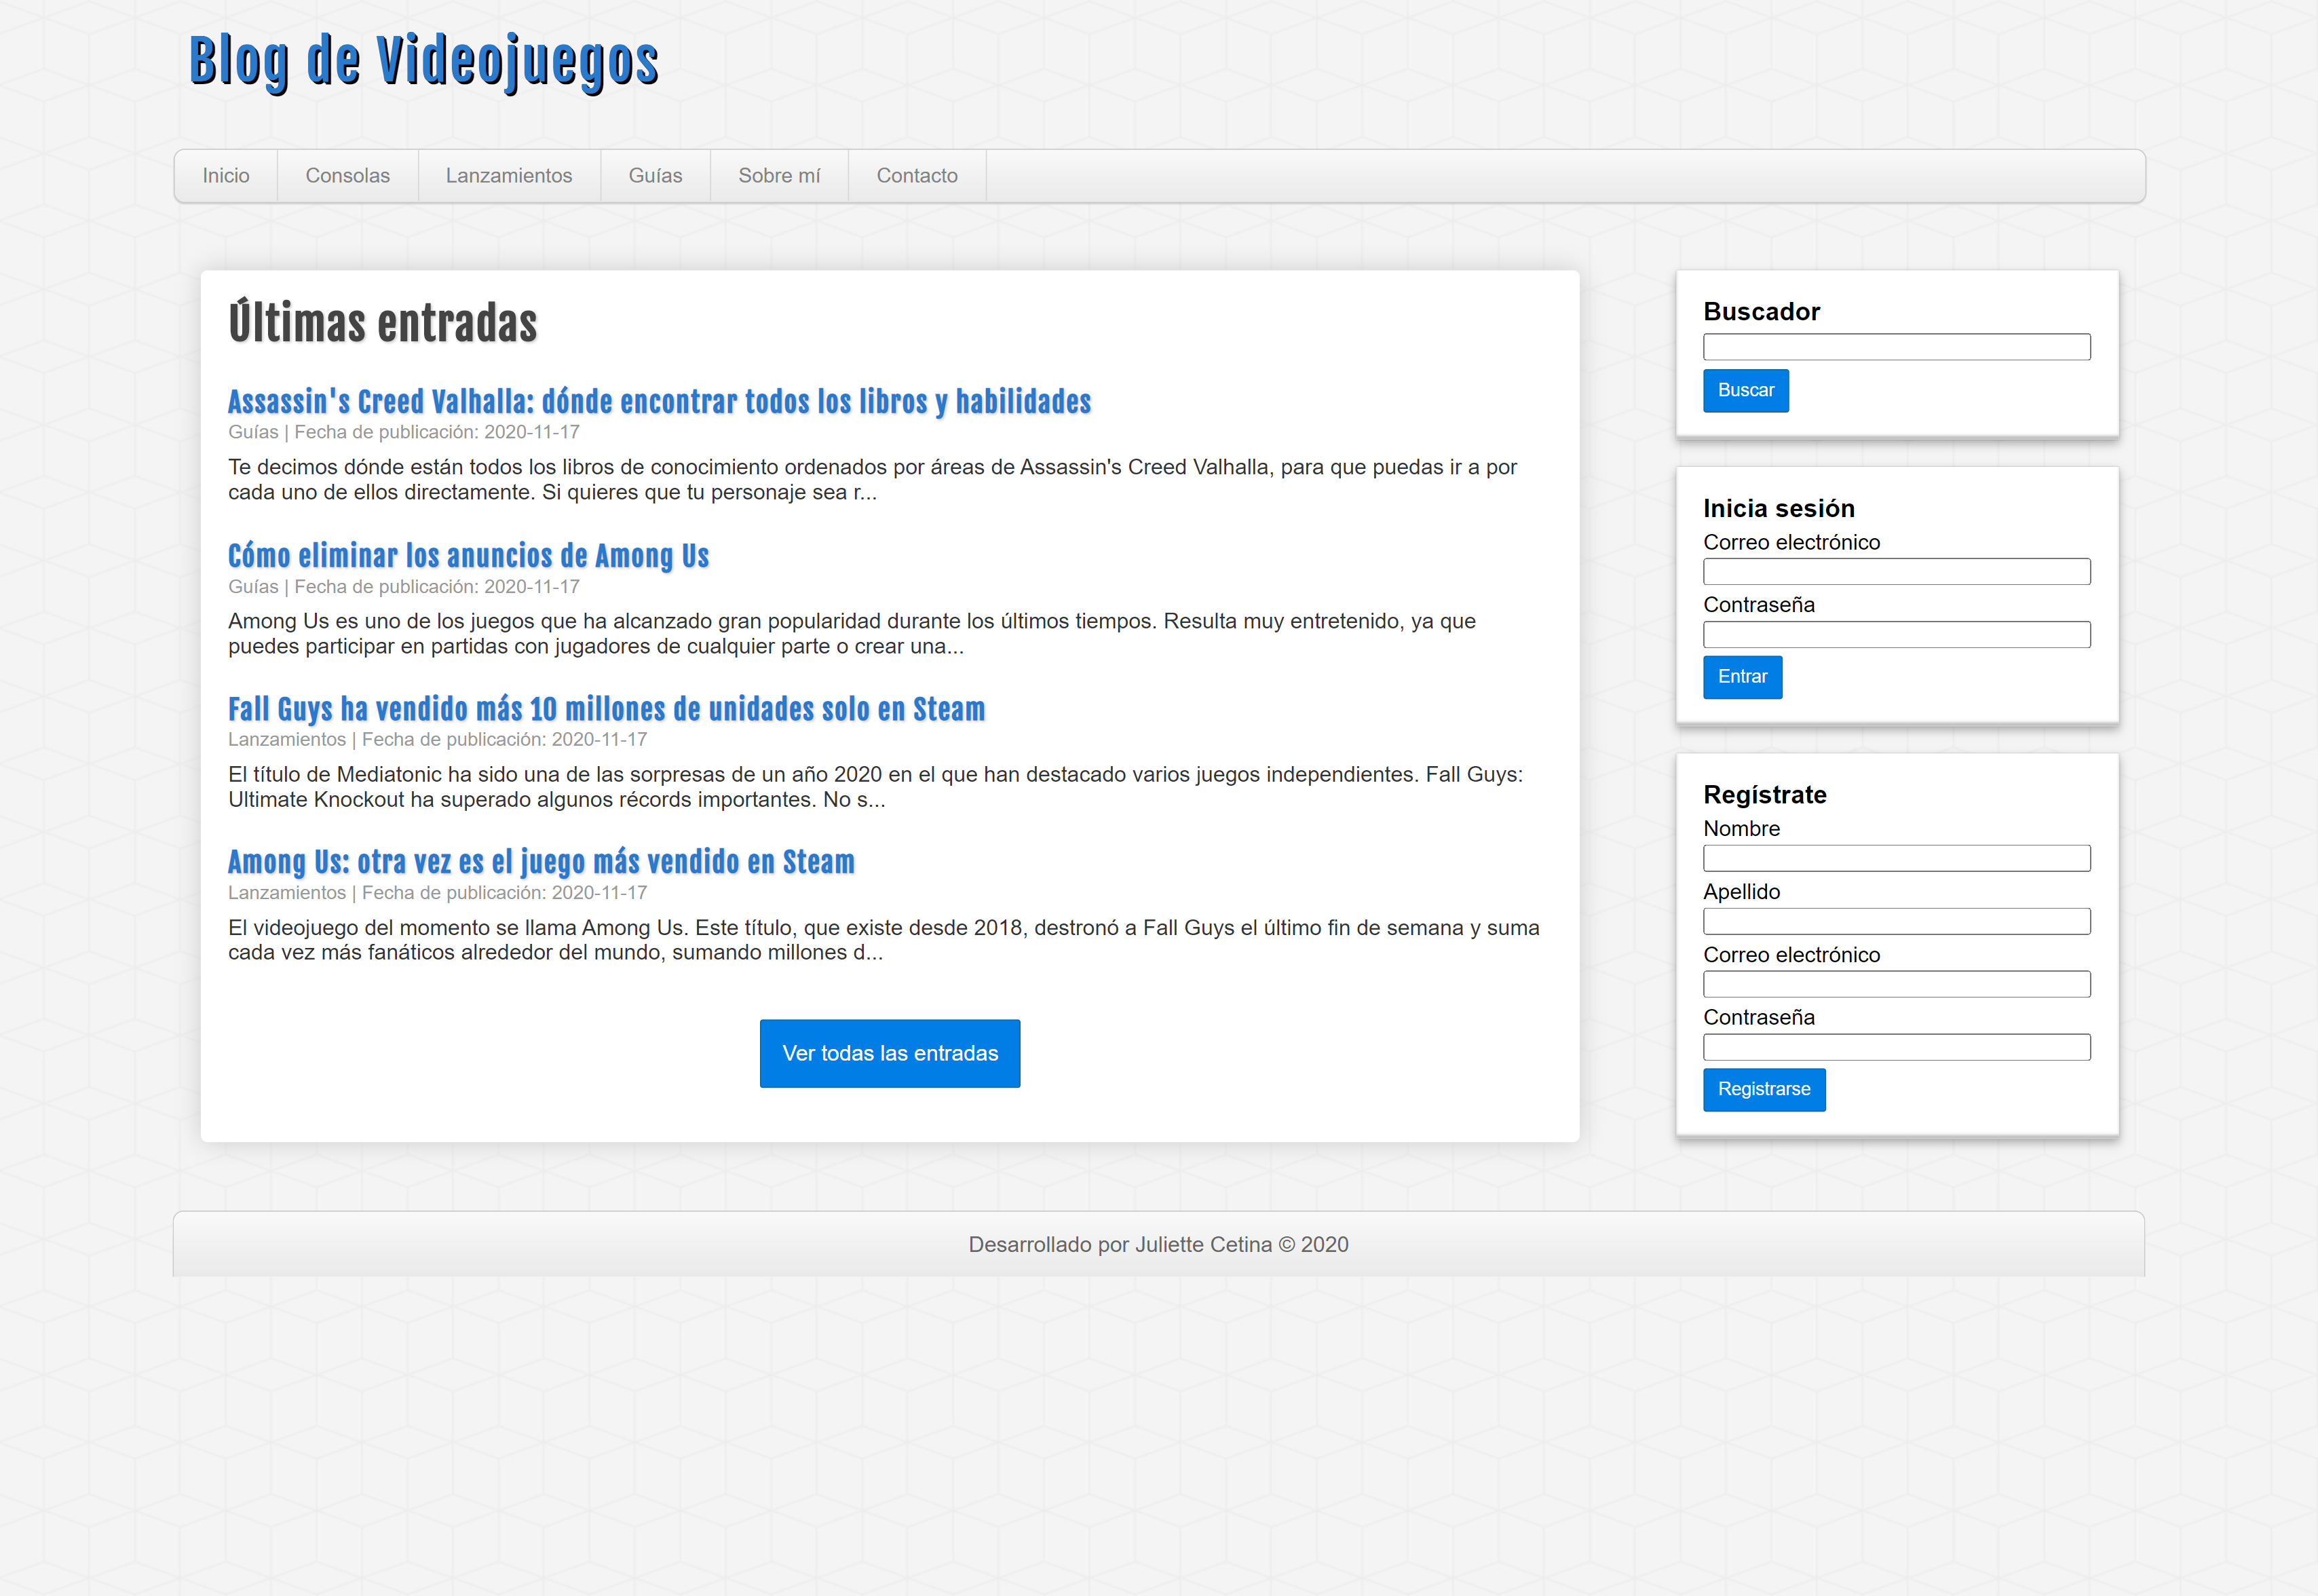 Blog de Videojuegos
Inicio Consolas Lanzamientos Guías Sobre mí Contacto
Últimas entradas
Assassin's Creed Valhalla: dónde encontrar todos los libros y habilidades
Guías | Fecha de publicación: 2020-11-17
Te decimos dónde están todos los libros de conocimiento ordenados por áreas de Assassin's Creed Valhalla, para que puedas ir a por
cada uno de ellos directamente. Si quieres que tu personaje sea r...
Cómo eliminar los anuncios de Among Us
Guías | Fecha de publicación: 2020-11-17
Among Us es uno de los juegos que ha alcanzado gran popularidad durante los últimos tiempos. Resulta muy entretenido, ya que
puedes participar en partidas con jugadores de cualquier parte o crear una...
Fall Guys ha vendido más 10 millones de unidades solo en Steam
Lanzamientos | Fecha de publicación: 2020-11-17
El título de Mediatonic ha sido una de las sorpresas de un año 2020 en el que han destacado varios juegos independientes. Fall Guys:
Ultimate Knockout ha superado algunos récords importantes. No s...
Among Us: otra vez es el juego más vendido en Steam
Lanzamientos | Fecha de publicación: 2020-11-17
El videojuego del momento se llama Among Us. Este título, que existe desde 2018, destronó a Fall Guys el último fin de semana y suma
cada vez más fanáticos alrededor del mundo, sumando millones d...
Ver todas las entradas
Buscador
Buscar
Inicia sesión
Correo electrónico
Contraseña
Entrar
Regístrate
Nombre
Apellido
Correo electrónico
Contraseña
Registrarse
Desarrollado por Juliette Cetina © 2020